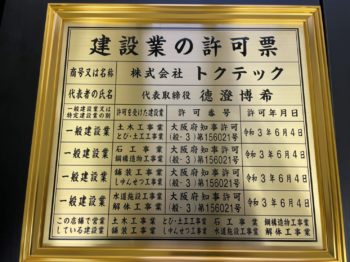 建設業の許可票
商号又は名称 株式会社 トクテック
代表者の氏名 代表取締役 德澄博希
一般建設業又は特定建設業の別 許可を受けた建設業 許可番号 許可年月日
一般建設業 土木工事業 とび・土工工事業 大阪府知事許可 (般-3)第156021号 令和3年6月4日
一般建設業 石工事業 鋼構造物工事業 大阪府知事許可 (般-3)第156021号 令和3年6月4日
一般建設業 舗装工事業 しゅんせつ工事業 大阪府知事許可 (般-3)第156021号 令和3年6月4日
一般建設業 水道施設工事業 解体工事業 大阪府知事許可 (般-3)第156021号 令和3年6月4日
この店舗で営業している建設業 土木工事業 とび・土工工事業 石工事業 鋼構造物工事業
舗装工事業 しゅんせつ工事業 水道施設工事業 解体工事業